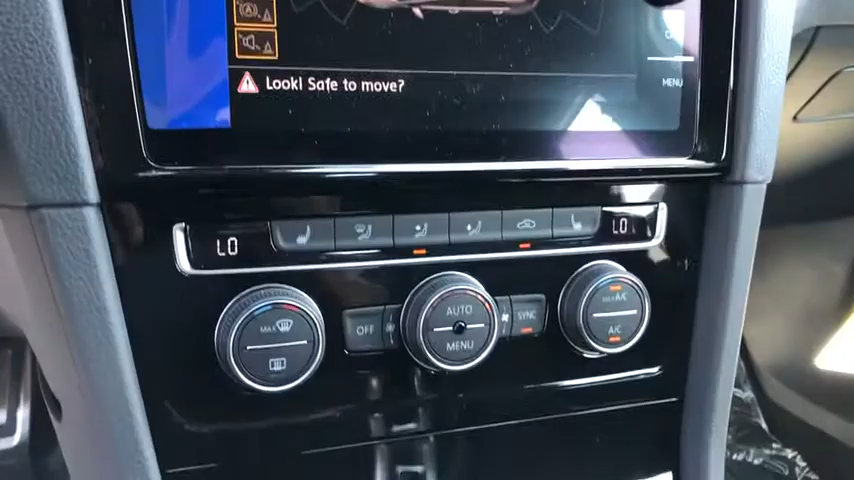 Look! Safe to move?
MENU
LO
LO
MAX
OFF
AUTO
MENU
SYNC
MAX A/C
A/C